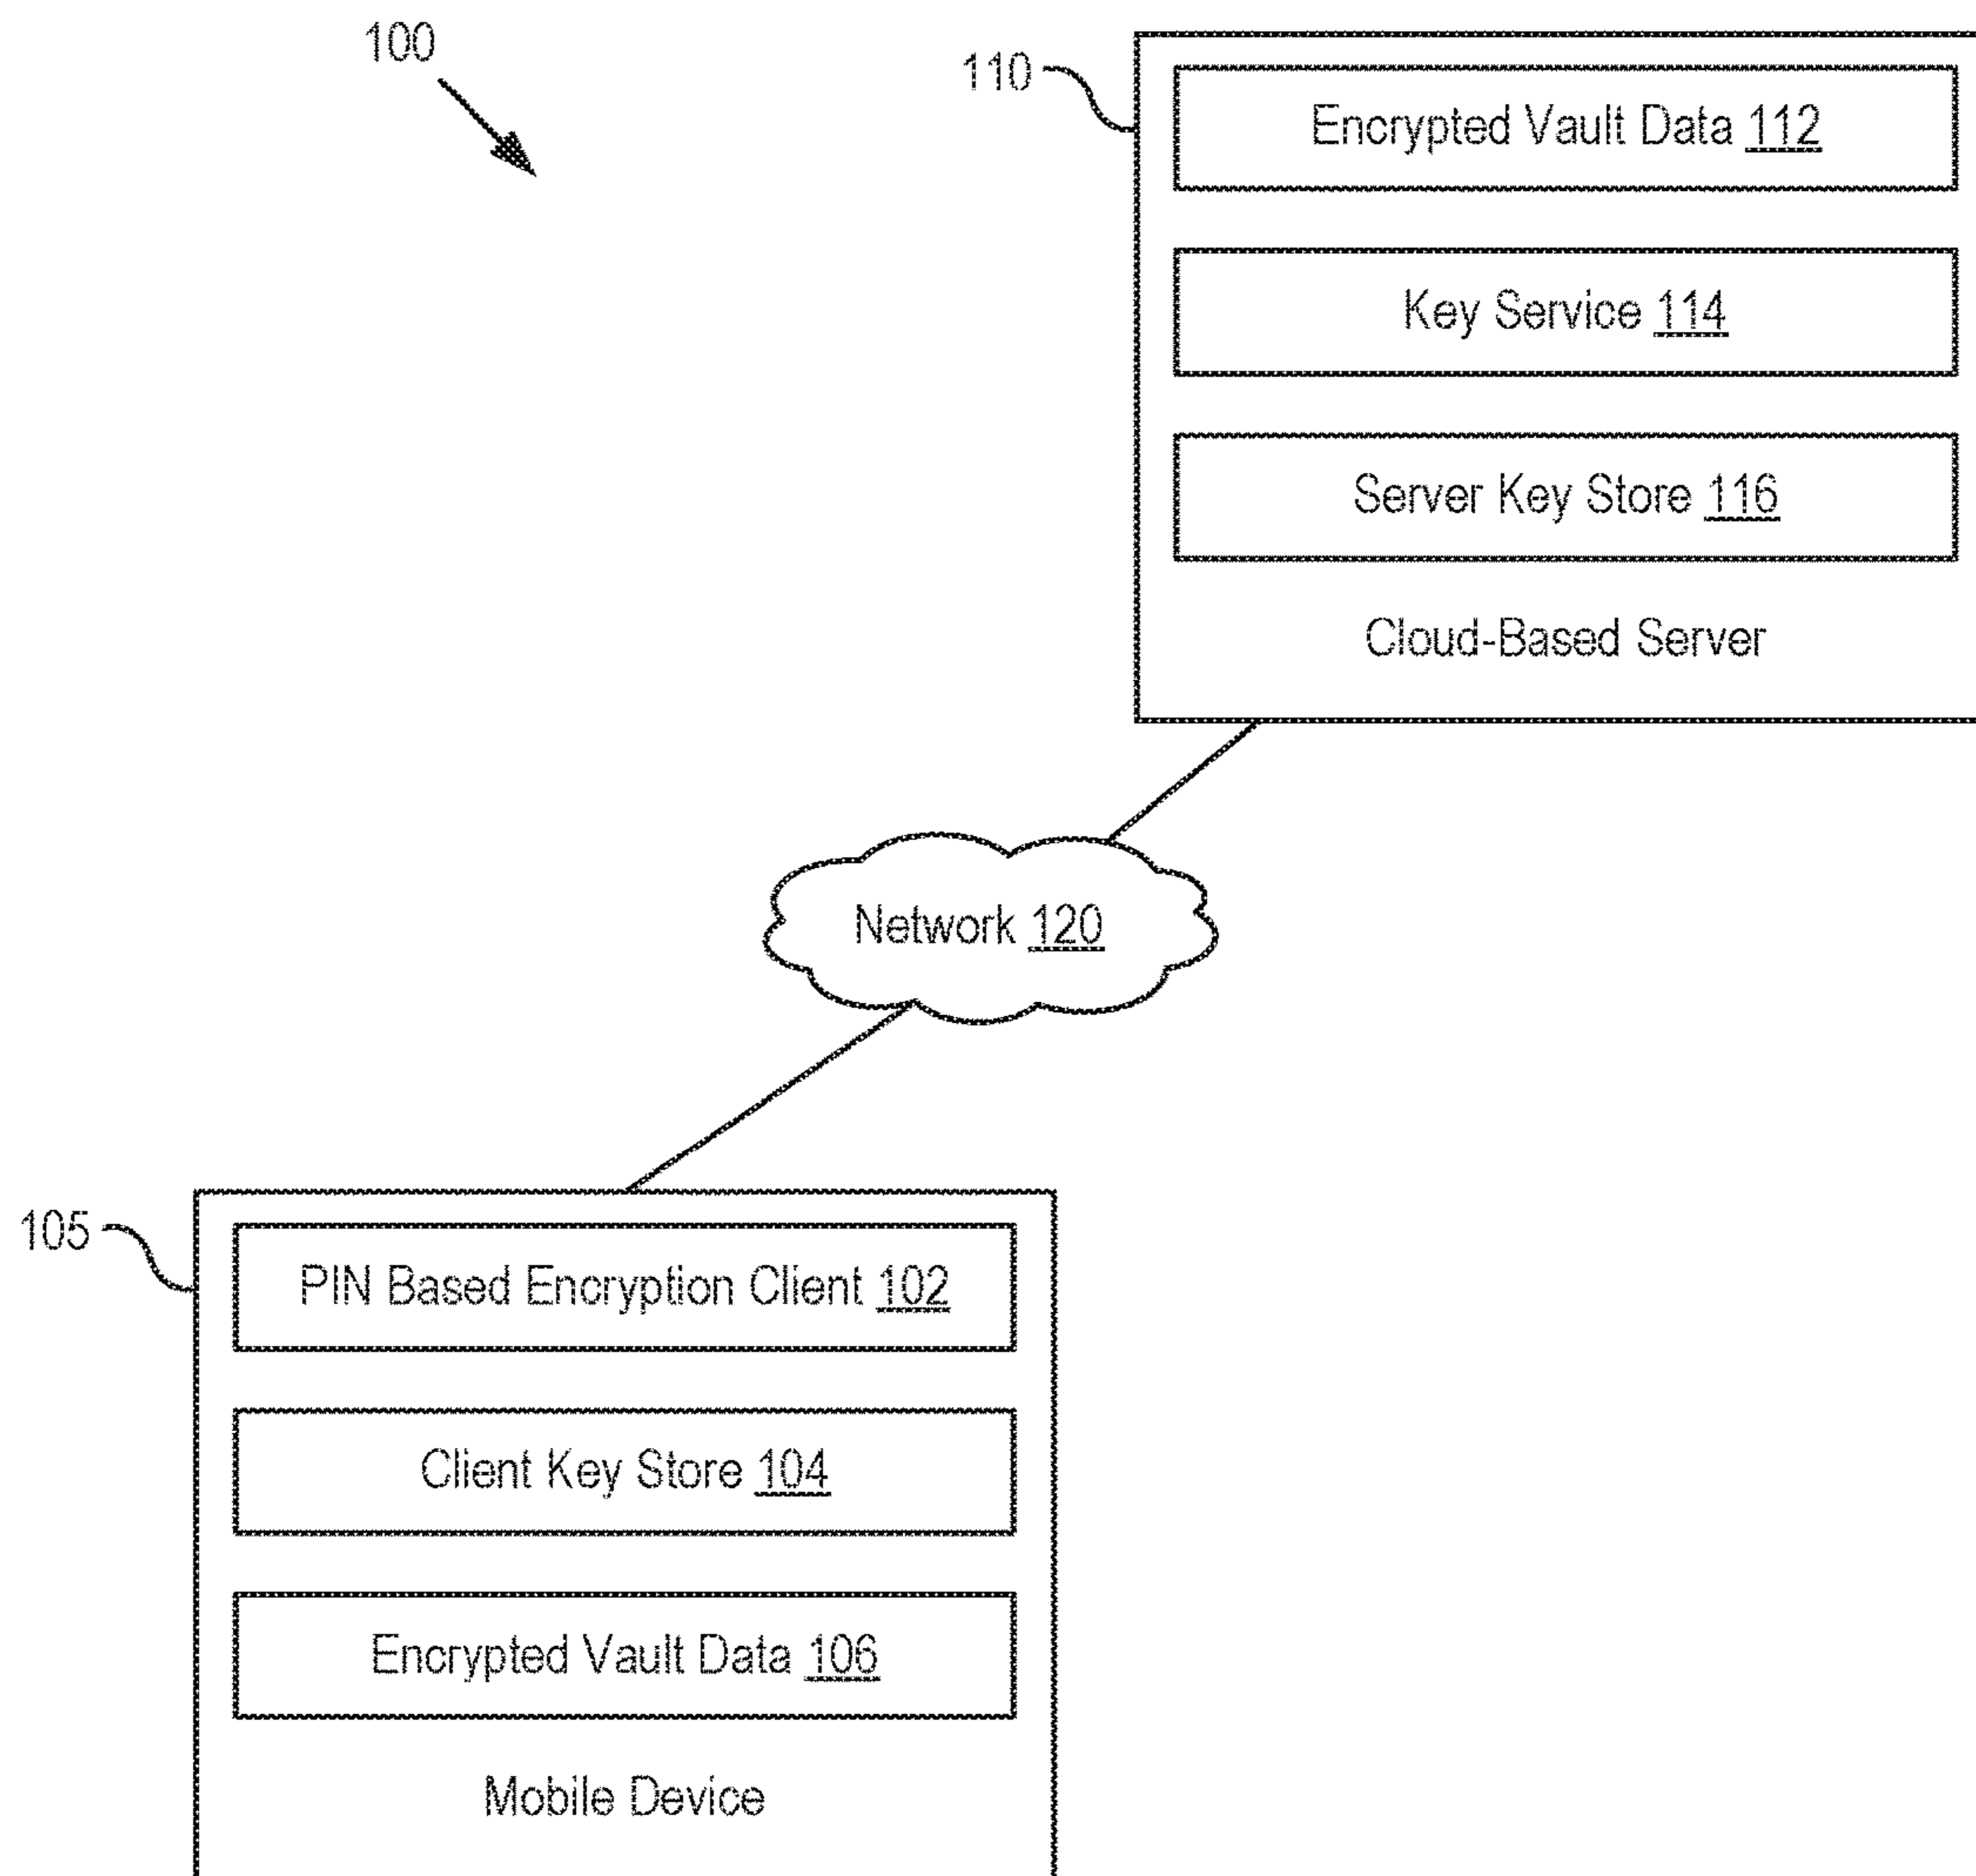 100
110
Encrypted Vault Data 112
Key Service 114
Server Key Store 116
Cloud-Based Server
Network 120
105
PIN Based Encryption Client 102
Client Key Store 104
Encrypted Vault Data 106
Mobile Device